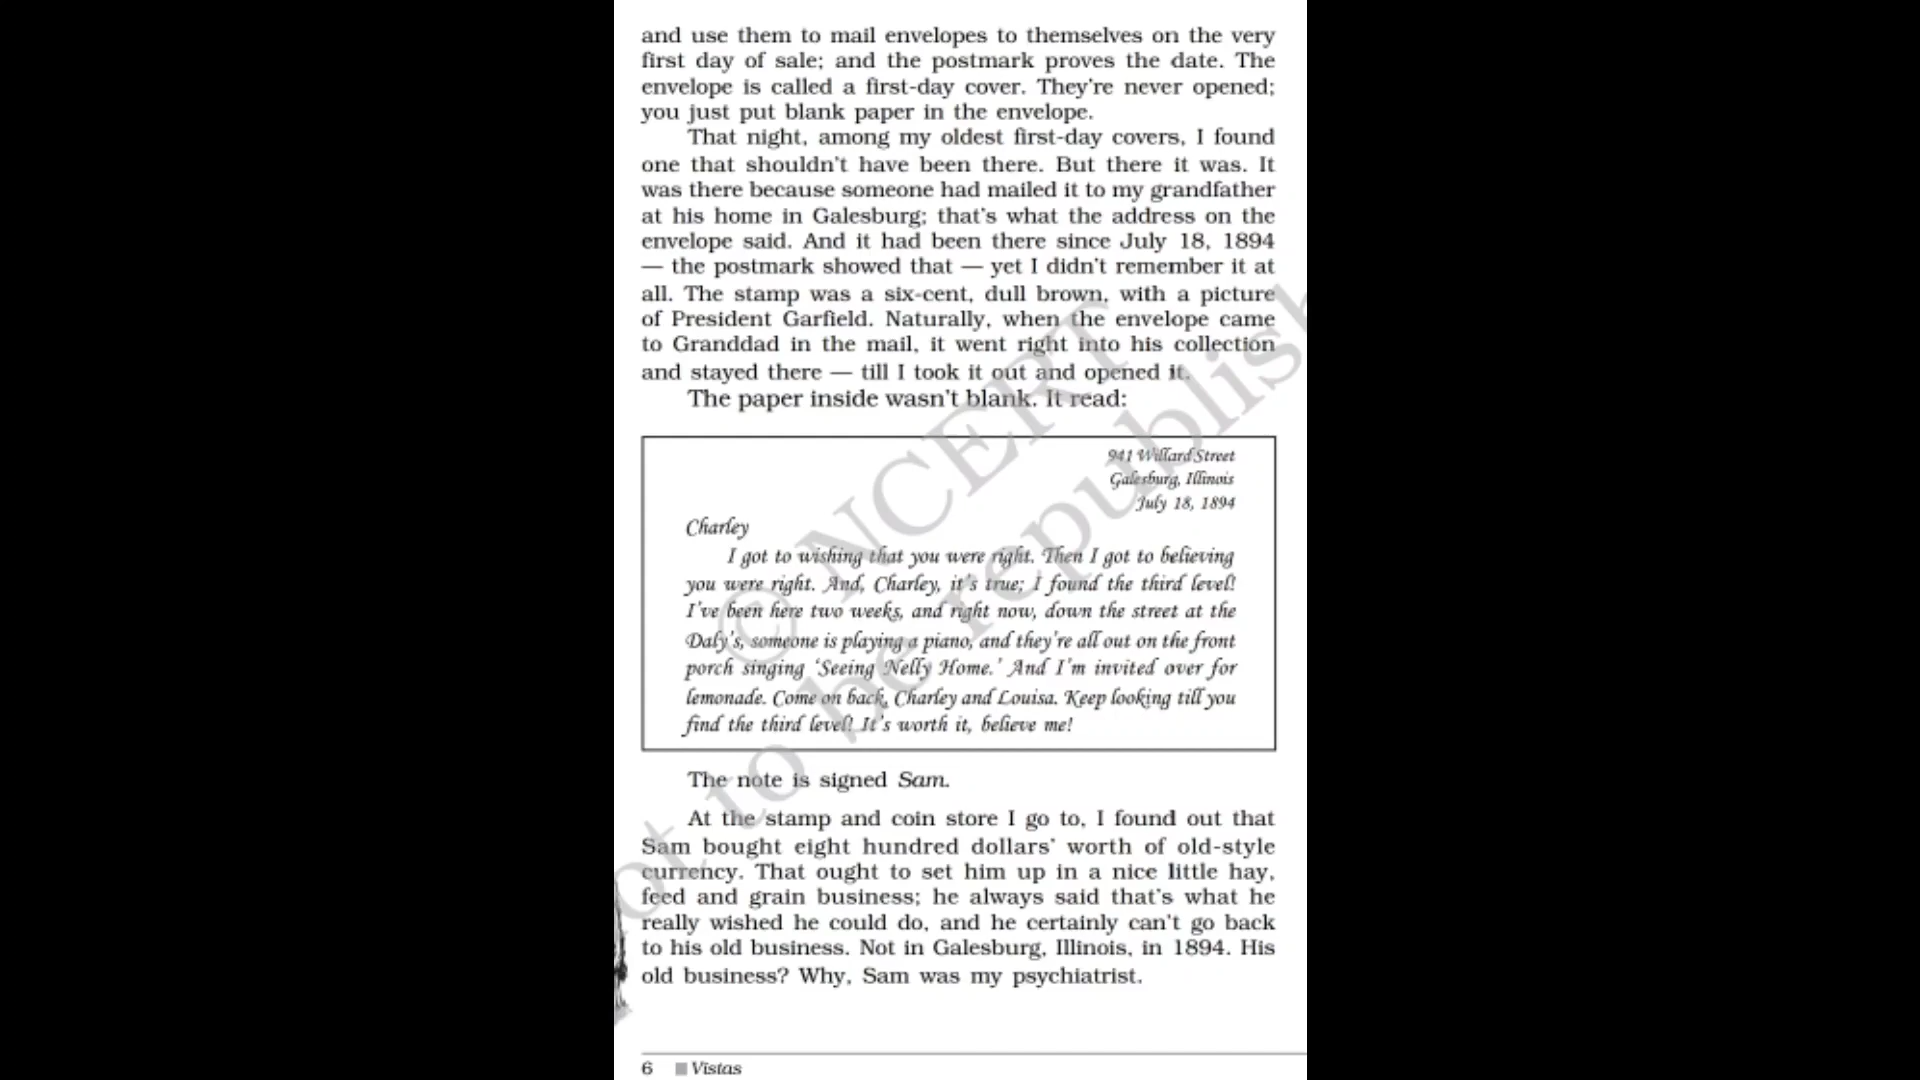 and use them to mail envelopes to themselves on the very
first day of sale; and the postmark proves the date. The
envelope is called a first-day cover. They're never opened;
you just put blank paper in the envelope.
That night, among my oldest first-day covers, I found
one that shouldn't have been there. But there it was. It
was there because someone had mailed it to my grandfather
at his home in Galesburg; that's what the address on the
envelope said. And it had been there since July 18, 1894
— the postmark showed that — yet I didn't remember it at
all. The stamp was a six-cent, dull brown, with a picture
of President Garfield. Naturally, when the envelope came
to Granddad in the mail, it went right into his collection
and stayed there — till I took it out and opened it.
The paper inside wasn't blank. It read:
941 Willard Street
Galesburg, Illinois
July 18, 1894
Charley
I got to wishing that you were right. Then I got to believing
you were right. And, Charley, it's true; I found the third level!
I've been here two weeks, and right now, down the street at the
Daly's, someone is playing a piano, and they're all out on the front
porch singing ‘Seeing Nelly Home.’ And I'm invited over for
lemonade. Come on back, Charley and Louisa. Keep looking till you
find the third level! It's worth it, believe me!
The note is signed Sam.
At the stamp and coin store I go to, I found out that
Sam bought eight hundred dollars' worth of old-style
currency. That ought to set him up in a nice little hay,
feed and grain business; he always said that's what he
really wished he could do, and he certainly can't go back
to his old business. Not in Galesburg, Illinois, in 1894. His
old business? Why, Sam was my psychiatrist.
6 Vistas
© NCERT
not to be republish